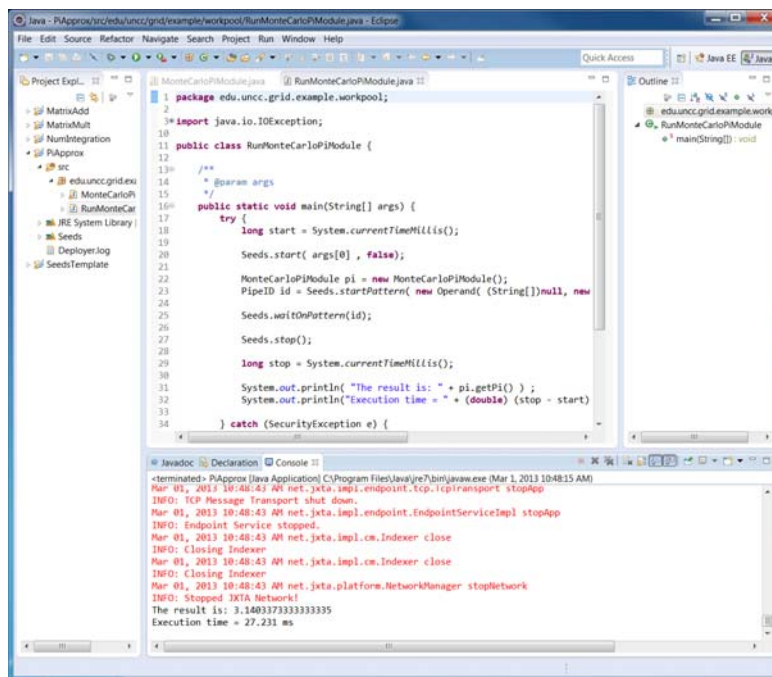 Java - PiApprox/src/edu/uncc/grid/example/workpool/RunMonteCarloPiModule.java - Eclipse
File Edit Source Refactor Navigate Search Project Run Window Help
Quick Access
Java EE
Java
Project Expl...
MatrixAdd
MatrixMult
NumIntegration
PiApprox
src
edu.uncc.grid.exa
MonteCarloPi
RunMonteCar
JRE System Library [
Seeds
Deployer.log
SeedsTemplate
MonteCarloPiModule.java
RunMonteCarloPiModule.java
1 package edu.uncc.grid.example.workpool;
2
3 import java.io.IOException;
10
11 public class RunMonteCarloPiModule {
12
13 /**
14 * @param args
15 */
16 public static void main(String[] args) {
17 try {
18 long start = System.currentTimeMillis();
19
20 Seeds.start( args[0] , false);
21
22 MonteCarloPiModule pi = new MonteCarloPiModule();
23 PipeID id = Seeds.startPattern( new Operand( (String[])null, new
24
25 Seeds.waitOnPattern(id);
26
27 Seeds.stop();
28
29 long stop = System.currentTimeMillis();
30
31 System.out.println( "The result is: " + pi.getPi() ) ;
32 System.out.println("Execution time = " + (double) (stop - start)
33
34 } catch (SecurityException e) {
Outline
edu.uncc.grid.example.work
RunMonteCarloPiModule
main(String[]) : void
Javadoc Declaration Console
<terminated> PiApprox [Java Application] C:\Program Files\Java\jre7\bin\javaw.exe (Mar 1, 2013 10:48:15 AM)
Mar 01, 2013 10:48:43 AM net.jxta.impl.endpoint.tcp.TcpTransport stopApp
INFO: TCP Message Transport shut down.
Mar 01, 2013 10:48:43 AM net.jxta.impl.endpoint.EndpointServiceImpl stopApp
INFO: Endpoint Service stopped.
Mar 01, 2013 10:48:43 AM net.jxta.impl.cm.Indexer close
INFO: Closing Indexer
Mar 01, 2013 10:48:43 AM net.jxta.impl.cm.Indexer close
INFO: Closing Indexer
Mar 01, 2013 10:48:43 AM net.jxta.platform.NetworkManager stopNetwork
INFO: Stopped JXTA Network!
The result is: 3.1403373333333335
Execution time = 27.231 ms